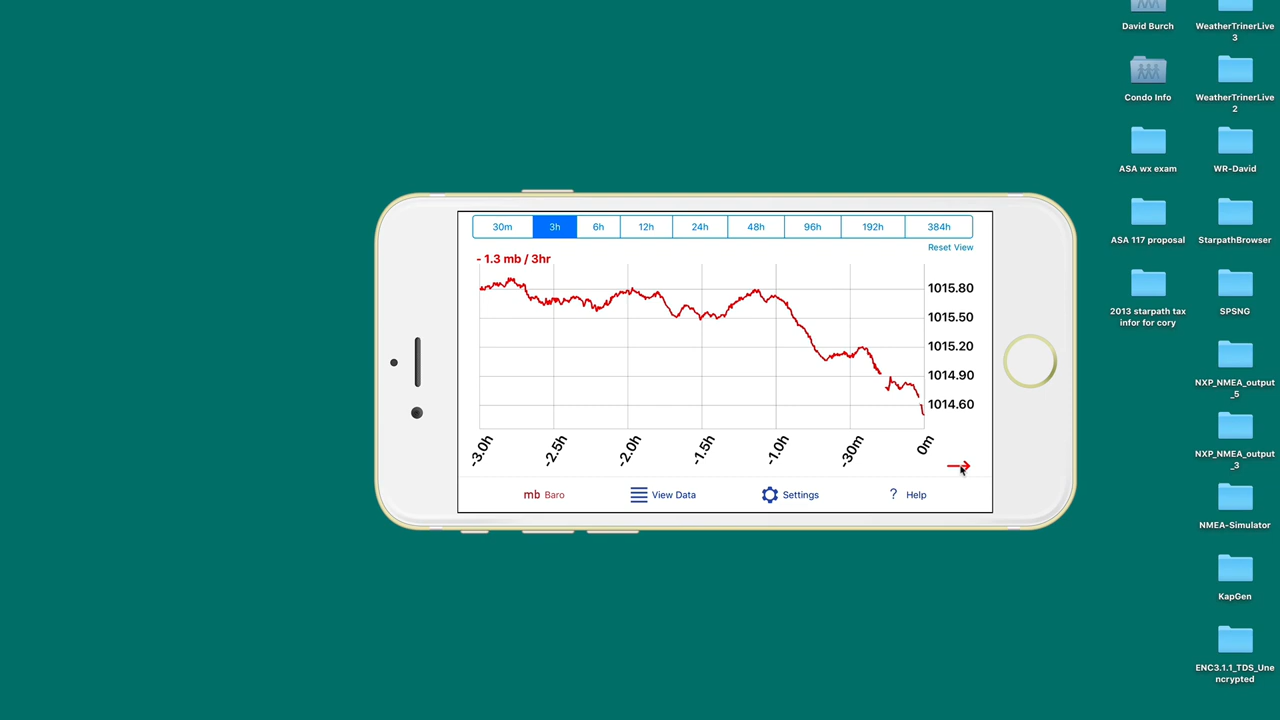 30m 3h 6h 12h 24h 48h 96h 192h 384h
Reset View
- 1.3 mb / 3hr
1015.80
1015.50
1015.20
1014.90
1014.60
-3.0h -2.5h -2.0h -1.5h -1.0h -30m 0m
mb Baro View Data Settings ? Help
David Burch
WeatherTrinerLive
3
Condo Info
WeatherTrinerLive
2
ASA wx exam
WR-David
ASA 117 proposal
StarpathBrowser
2013 starpath tax
infor for cory
SPSNG
NXP_NMEA_output
_5
NXP_NMEA_output
_3
NMEA-Simulator
KapGen
ENC3.1.1_TDS_Une
ncrypted